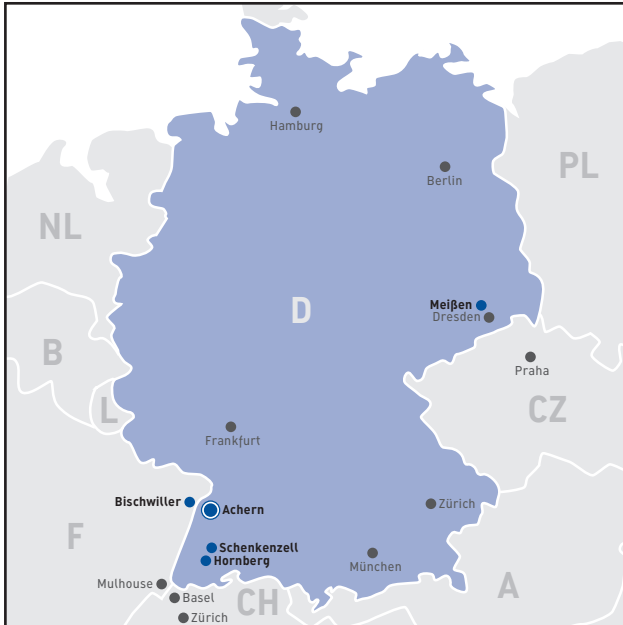 Hamburg
PL
Berlin
NL
Meißen
D
Dresden
B
Praha
L
CZ
Frankfurt
Bischwiller
Zürich
Achern
F
Schenkenzell
München
Hornberg
Mulhouse
A
Basel
CH
Zürich